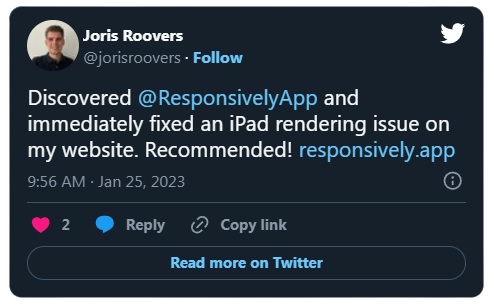 Joris Roovers
@jorisroovers · Follow
Discovered @ResponsivelyApp and
immediately fixed an iPad rendering issue on
my website. Recommended! responsively.app
9:56 AM · Jan 25, 2023
2 Reply Copy link
Read more on Twitter